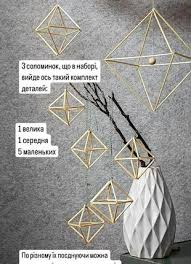 З соломинок, що в наборі,
вийде ось такий комплект
деталей:
1 велика
1 середня
5 маленьких
По різному їх поєднуючи можна